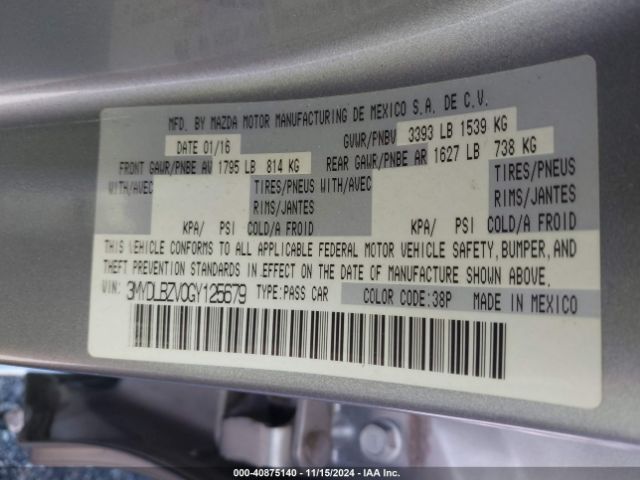 MFD. BY MAZDA MOTOR MANUFACTURING DE MEXICO S.A. DE C.V.
DATE 01/16 GVWR/PNBV 3393 LB 1539 KG
FRONT GAWR/PNBE AV 1795 LB 814 KG REAR GAWR/PNBE AR 1627 LB 738 KG
WITH/AVEC TIRES/PNEUS WITH/AVEC TIRES/PNEUS
RIMS/JANTES RIMS/JANTES
KPA/ PSI COLD/A FROID KPA/ PSI COLD/A FROID
THIS VEHICLE CONFORMS TO ALL APPLICABLE FEDERAL MOTOR VEHICLE SAFETY, BUMPER, AND
THEFT PREVENTION STANDARDS IN EFFECT ON THE DATE OF MANUFACTURE SHOWN ABOVE.
VIN: 3MYDLBZV0GY125679 TYPE:PASS CAR COLOR CODE:38P MADE IN MEXICO
000-40875140 - 11/15/2024 - IAA Inc.